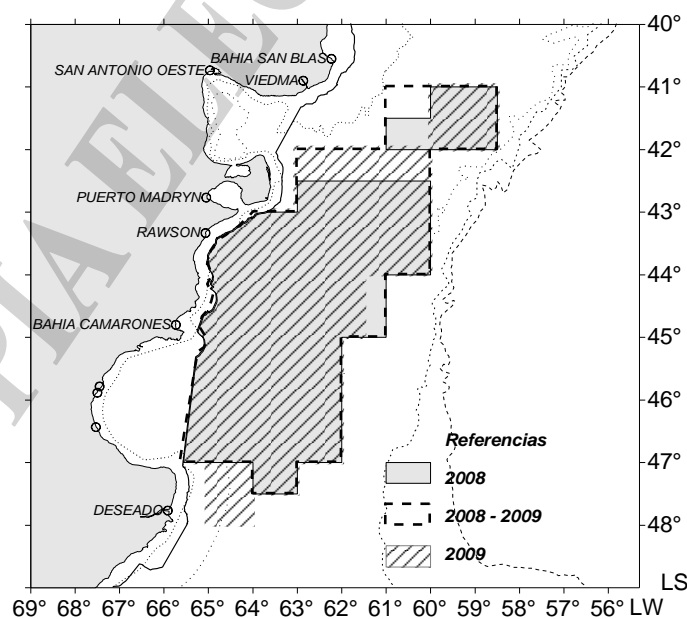 PIA ELE
40°
BAHIA SAN BLAS
SAN ANTONIO OESTE
VIEDMA
41°
42°
PUERTO MADRYN
43°
RAWSON
44°
BAHIA CAMARONES
45°
46°
Referencias
2008
47°
2008 - 2009
DESEADO
48°
2009
LS
69° 68° 67° 66° 65° 64° 63° 62° 61° 60° 59° 58° 57° 56° LW